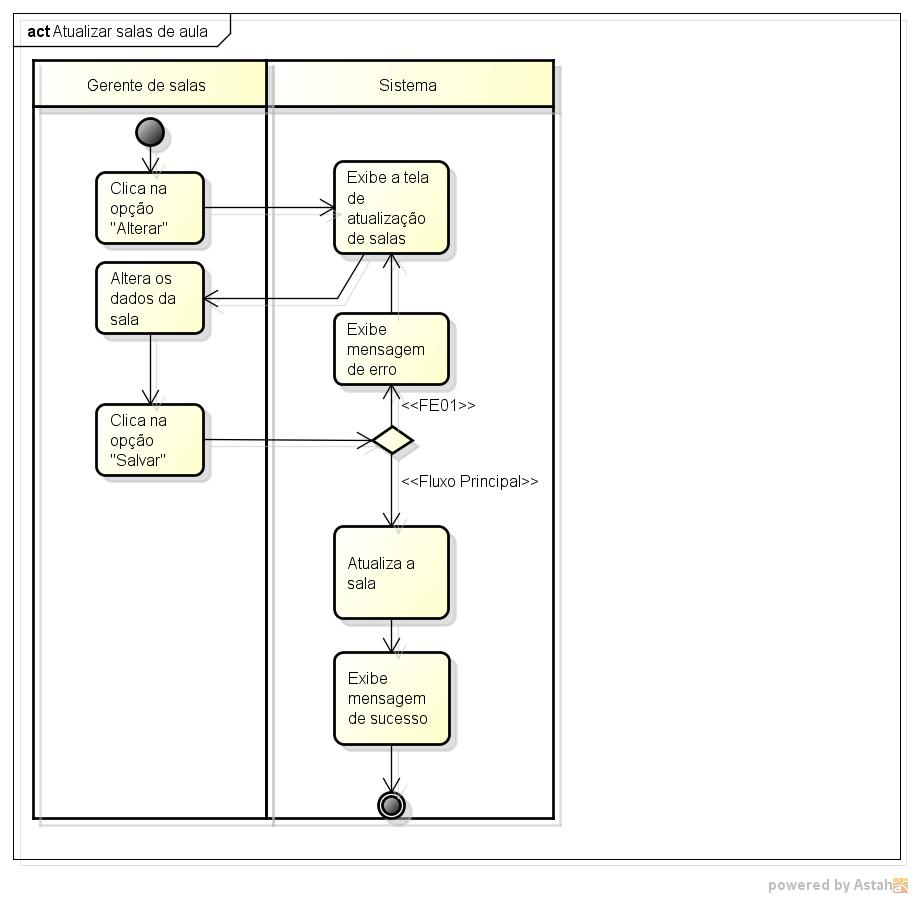 act Atualizar salas de aula
Gerente de salas
Sistema
Clica na
opção
"Alterar"
Exibe a tela
de
atualização
de salas
Altera os
dados da
sala
Exibe
mensagem
de erro
<<FE01>>
Clica na
opção
"Salvar"
<<Fluxo Principal>>
Atualiza a
sala
Exibe
mensagem
de sucesso
powered by Astah